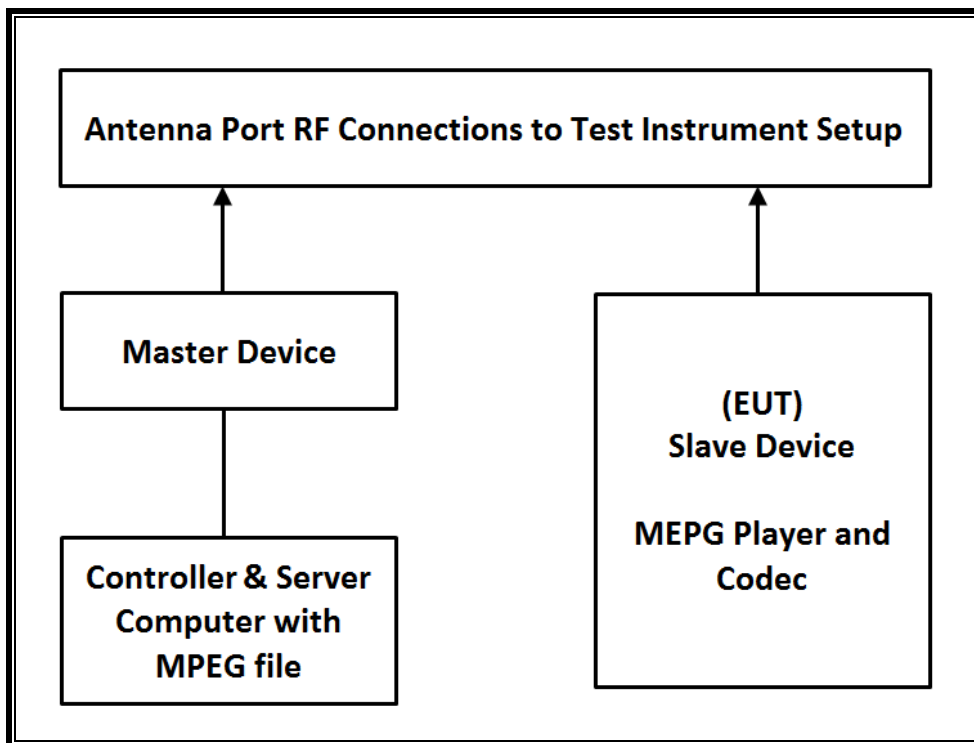 Antenna Port RF Connections to Test Instrument Setup
Master Device
(EUT)
Slave Device
MEPG Player and
Codec
Controller & Server
Computer with
MPEG file